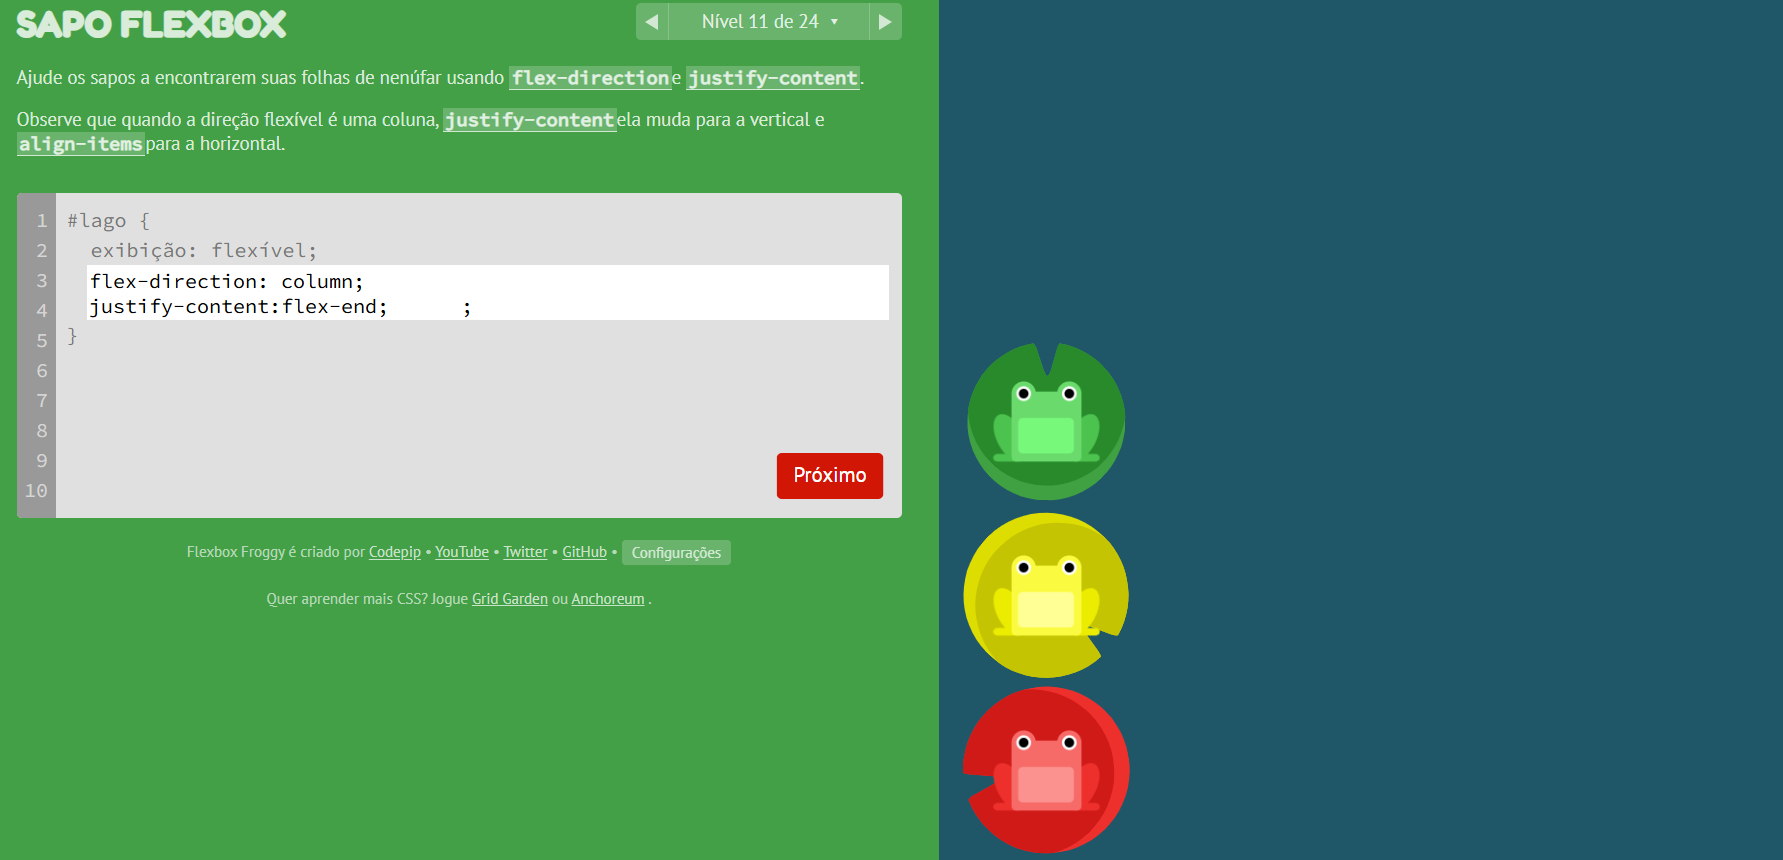 SAPO FLEXBOX
◀ Nível 11 de 24 ▼ ▶
Ajude os sapos a encontrarem suas folhas de nenúfar usando flex-direction e justify-content.
Observe que quando a direção flexível é uma coluna, justify-content ela muda para a vertical e
align-items para a horizontal.
1 #lago {
2 exibição: flexível;
3 flex-direction: column;
4 justify-content:flex-end; ;
5 }
6
7
8
9
10
Próximo
Flexbox Froggy é criado por Codepip • YouTube • Twitter • GitHub • Configurações
Quer aprender mais CSS? Jogue Grid Garden ou Anchoreum .